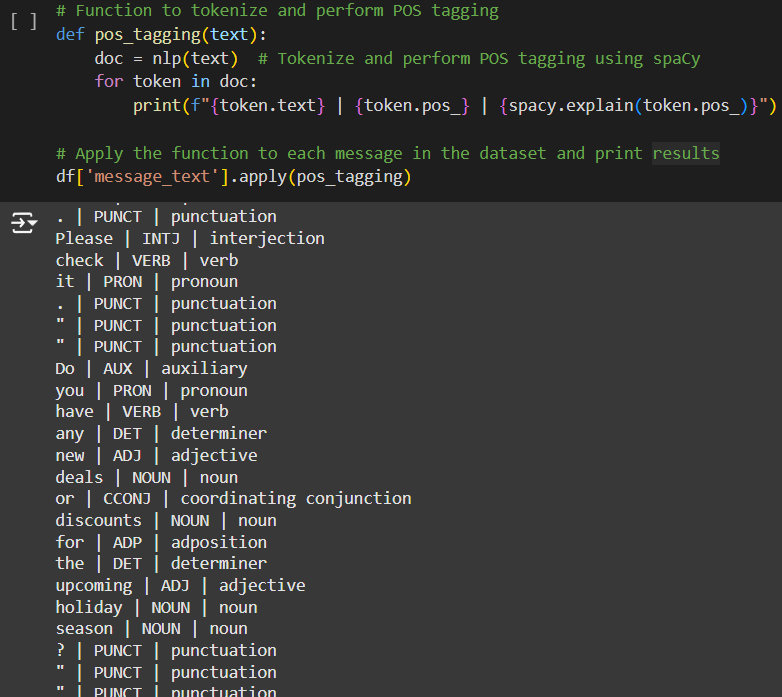 [ ]
# Function to tokenize and perform POS tagging
def pos_tagging(text):
    doc = nlp(text)  # Tokenize and perform POS tagging using spaCy
    for token in doc:
        print(f"{token.text} | {token.pos_} | {spacy.explain(token.pos_)}")

# Apply the function to each message in the dataset and print results
df['message_text'].apply(pos_tagging)
. | PUNCT | punctuation
Please | INTJ | interjection
check | VERB | verb
it | PRON | pronoun
. | PUNCT | punctuation
" | PUNCT | punctuation
" | PUNCT | punctuation
Do | AUX | auxiliary
you | PRON | pronoun
have | VERB | verb
any | DET | determiner
new | ADJ | adjective
deals | NOUN | noun
or | CCONJ | coordinating conjunction
discounts | NOUN | noun
for | ADP | adposition
the | DET | determiner
upcoming | ADJ | adjective
holiday | NOUN | noun
season | NOUN | noun
? | PUNCT | punctuation
" | PUNCT | punctuation
" | PUNCT | punctuation